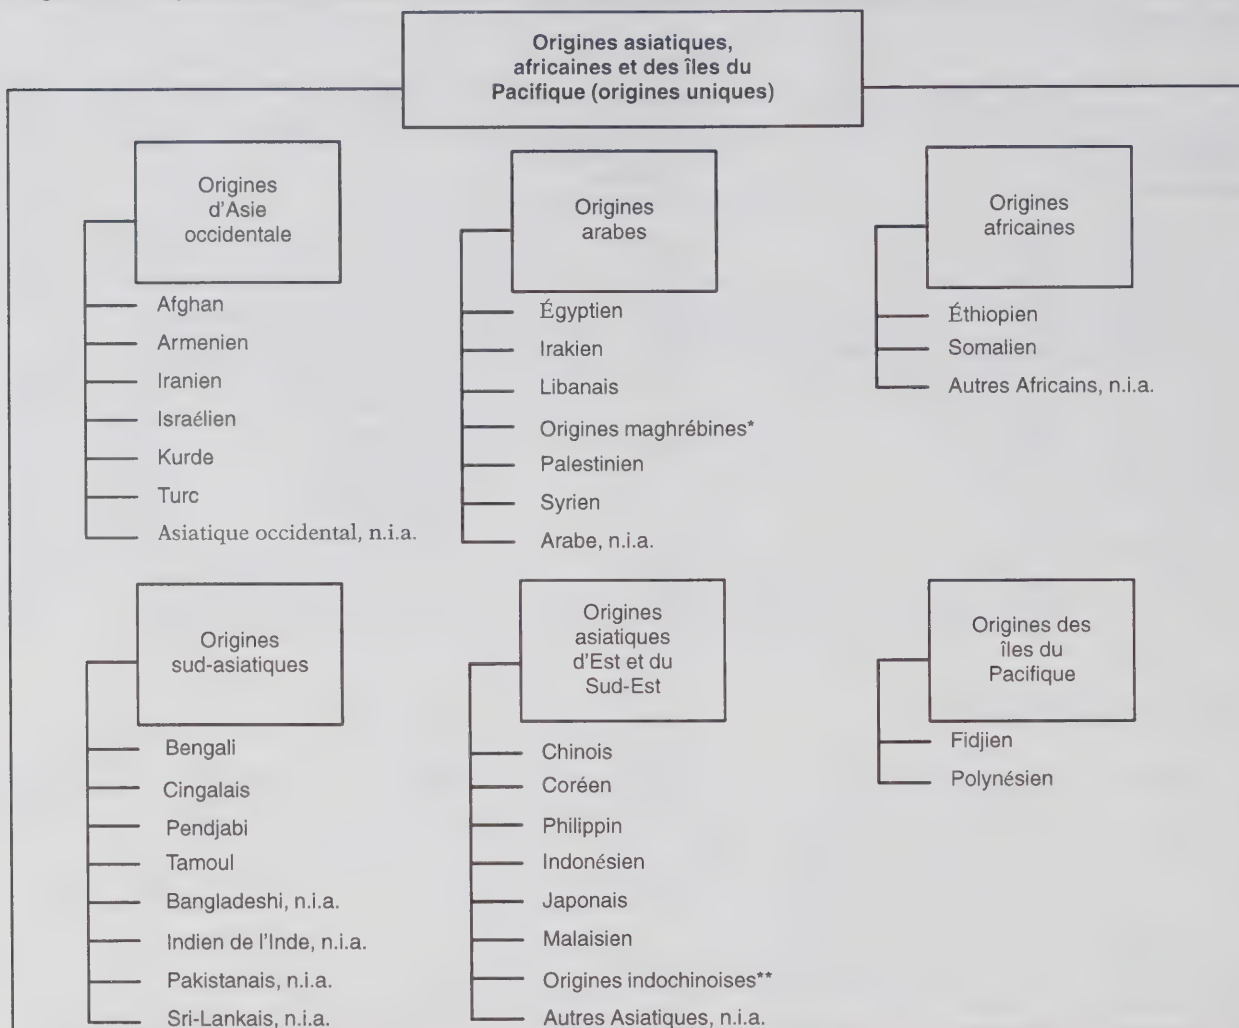 Origines asiatiques,
africaines et des îles du
Pacifique (origines uniques)
Origines
d'Asie
occidentale
Afghan
Armenien
Iranien
Israélien
Kurde
Turc
Asiatique occidental, n.i.a.
Origines
arabes
Égyptien
Irakien
Libanais
Origines maghrébines*
Palestinien
Syrien
Arabe, n.i.a.
Origines
africaines
Éthiopien
Somalien
Autres Africains, n.i.a.
Origines
sud-asiatiques
Bengali
Cingalais
Pendjabi
Tamoul
Bangladeshi, n.i.a.
Indien de l'Inde, n.i.a.
Pakistanais, n.i.a.
Sri-Lankais, n.i.a.
Origines
asiatiques
d'Est et du
Sud-Est
Chinois
Coréen
Philippin
Indonésien
Japonais
Malaisien
Origines indochinoises**
Autres Asiatiques, n.i.a.
Origines des
îles du
Pacifique
Fidjien
Polynésien